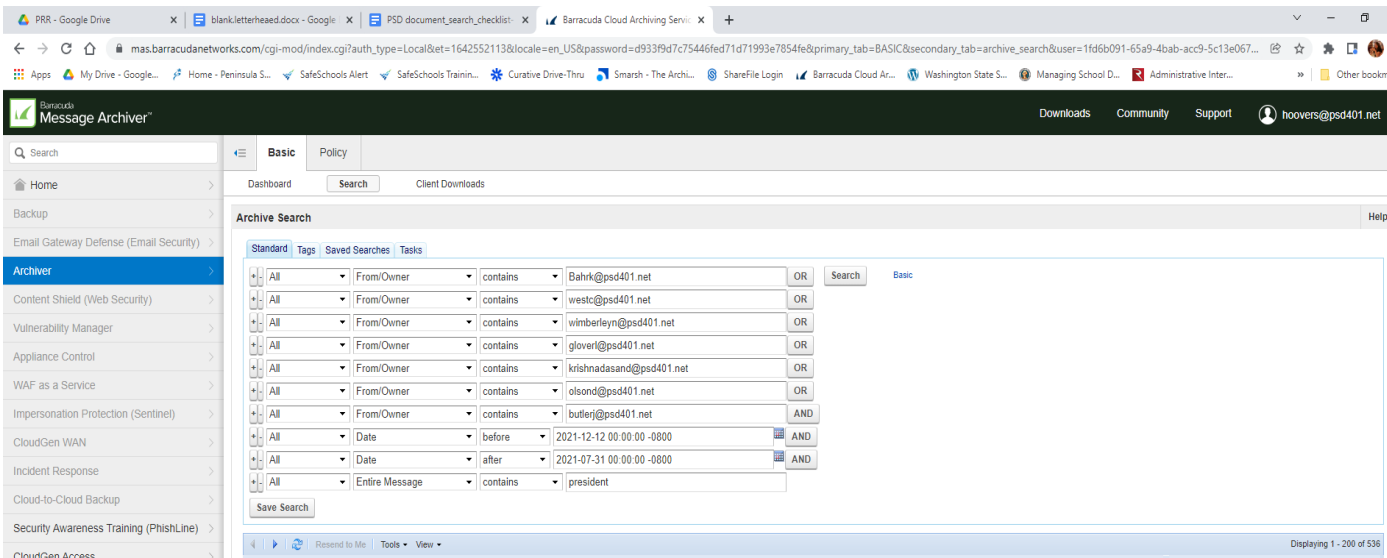 PRR - Google Drive x blank.letterheaed.docx - Google x PSD document_search_checklist- x Barracuda Cloud Archiving Servic x +
mas.barracudanetworks.com/cgi-mod/index.cgi?auth_type=Local&et=1642552113&locale=en_US&password=d933f9d7c75446fed71d71993e7854fe&primary_tab=BASIC&secondary_tab=archive_search&user=1fd6b091-65a9-4bab-acc9-5c13e067...
Apps My Drive - Google... Home - Peninsula S... SafeSchools Alert SafeSchools Trainin... Curative Drive-Thru Smarsh - The Archi... ShareFile Login Barracuda Cloud Ar... Washington State S... Managing School D... Administrative Inter... » Other bookm
Barracuda
Message Archiver™ Downloads Community Support hoovers@psd401.net
Search Basic Policy
Home Dashboard Search Client Downloads
Backup Archive Search Help
Email Gateway Defense (Email Security) Standard Tags Saved Searches Tasks
Archiver + - All From/Owner contains Bahrk@psd401.net OR Search Basic
Content Shield (Web Security) + - All From/Owner contains westc@psd401.net OR
Vulnerability Manager + - All From/Owner contains wimberleyn@psd401.net OR
Appliance Control + - All From/Owner contains gloverl@psd401.net OR
WAF as a Service + - All From/Owner contains krishnadasand@psd401.net OR
Impersonation Protection (Sentinel) + - All From/Owner contains olsond@psd401.net OR
CloudGen WAN + - All From/Owner contains butlerj@psd401.net AND
Incident Response + - All Date before 2021-12-12 00:00:00 -0800 AND
Cloud-to-Cloud Backup + - All Date after 2021-07-31 00:00:00 -0800 AND
Security Awareness Training (PhishLine) + - All Entire Message contains president
CloudGen Access Save Search
Resend to Me Tools View Displaying 1 - 200 of 536